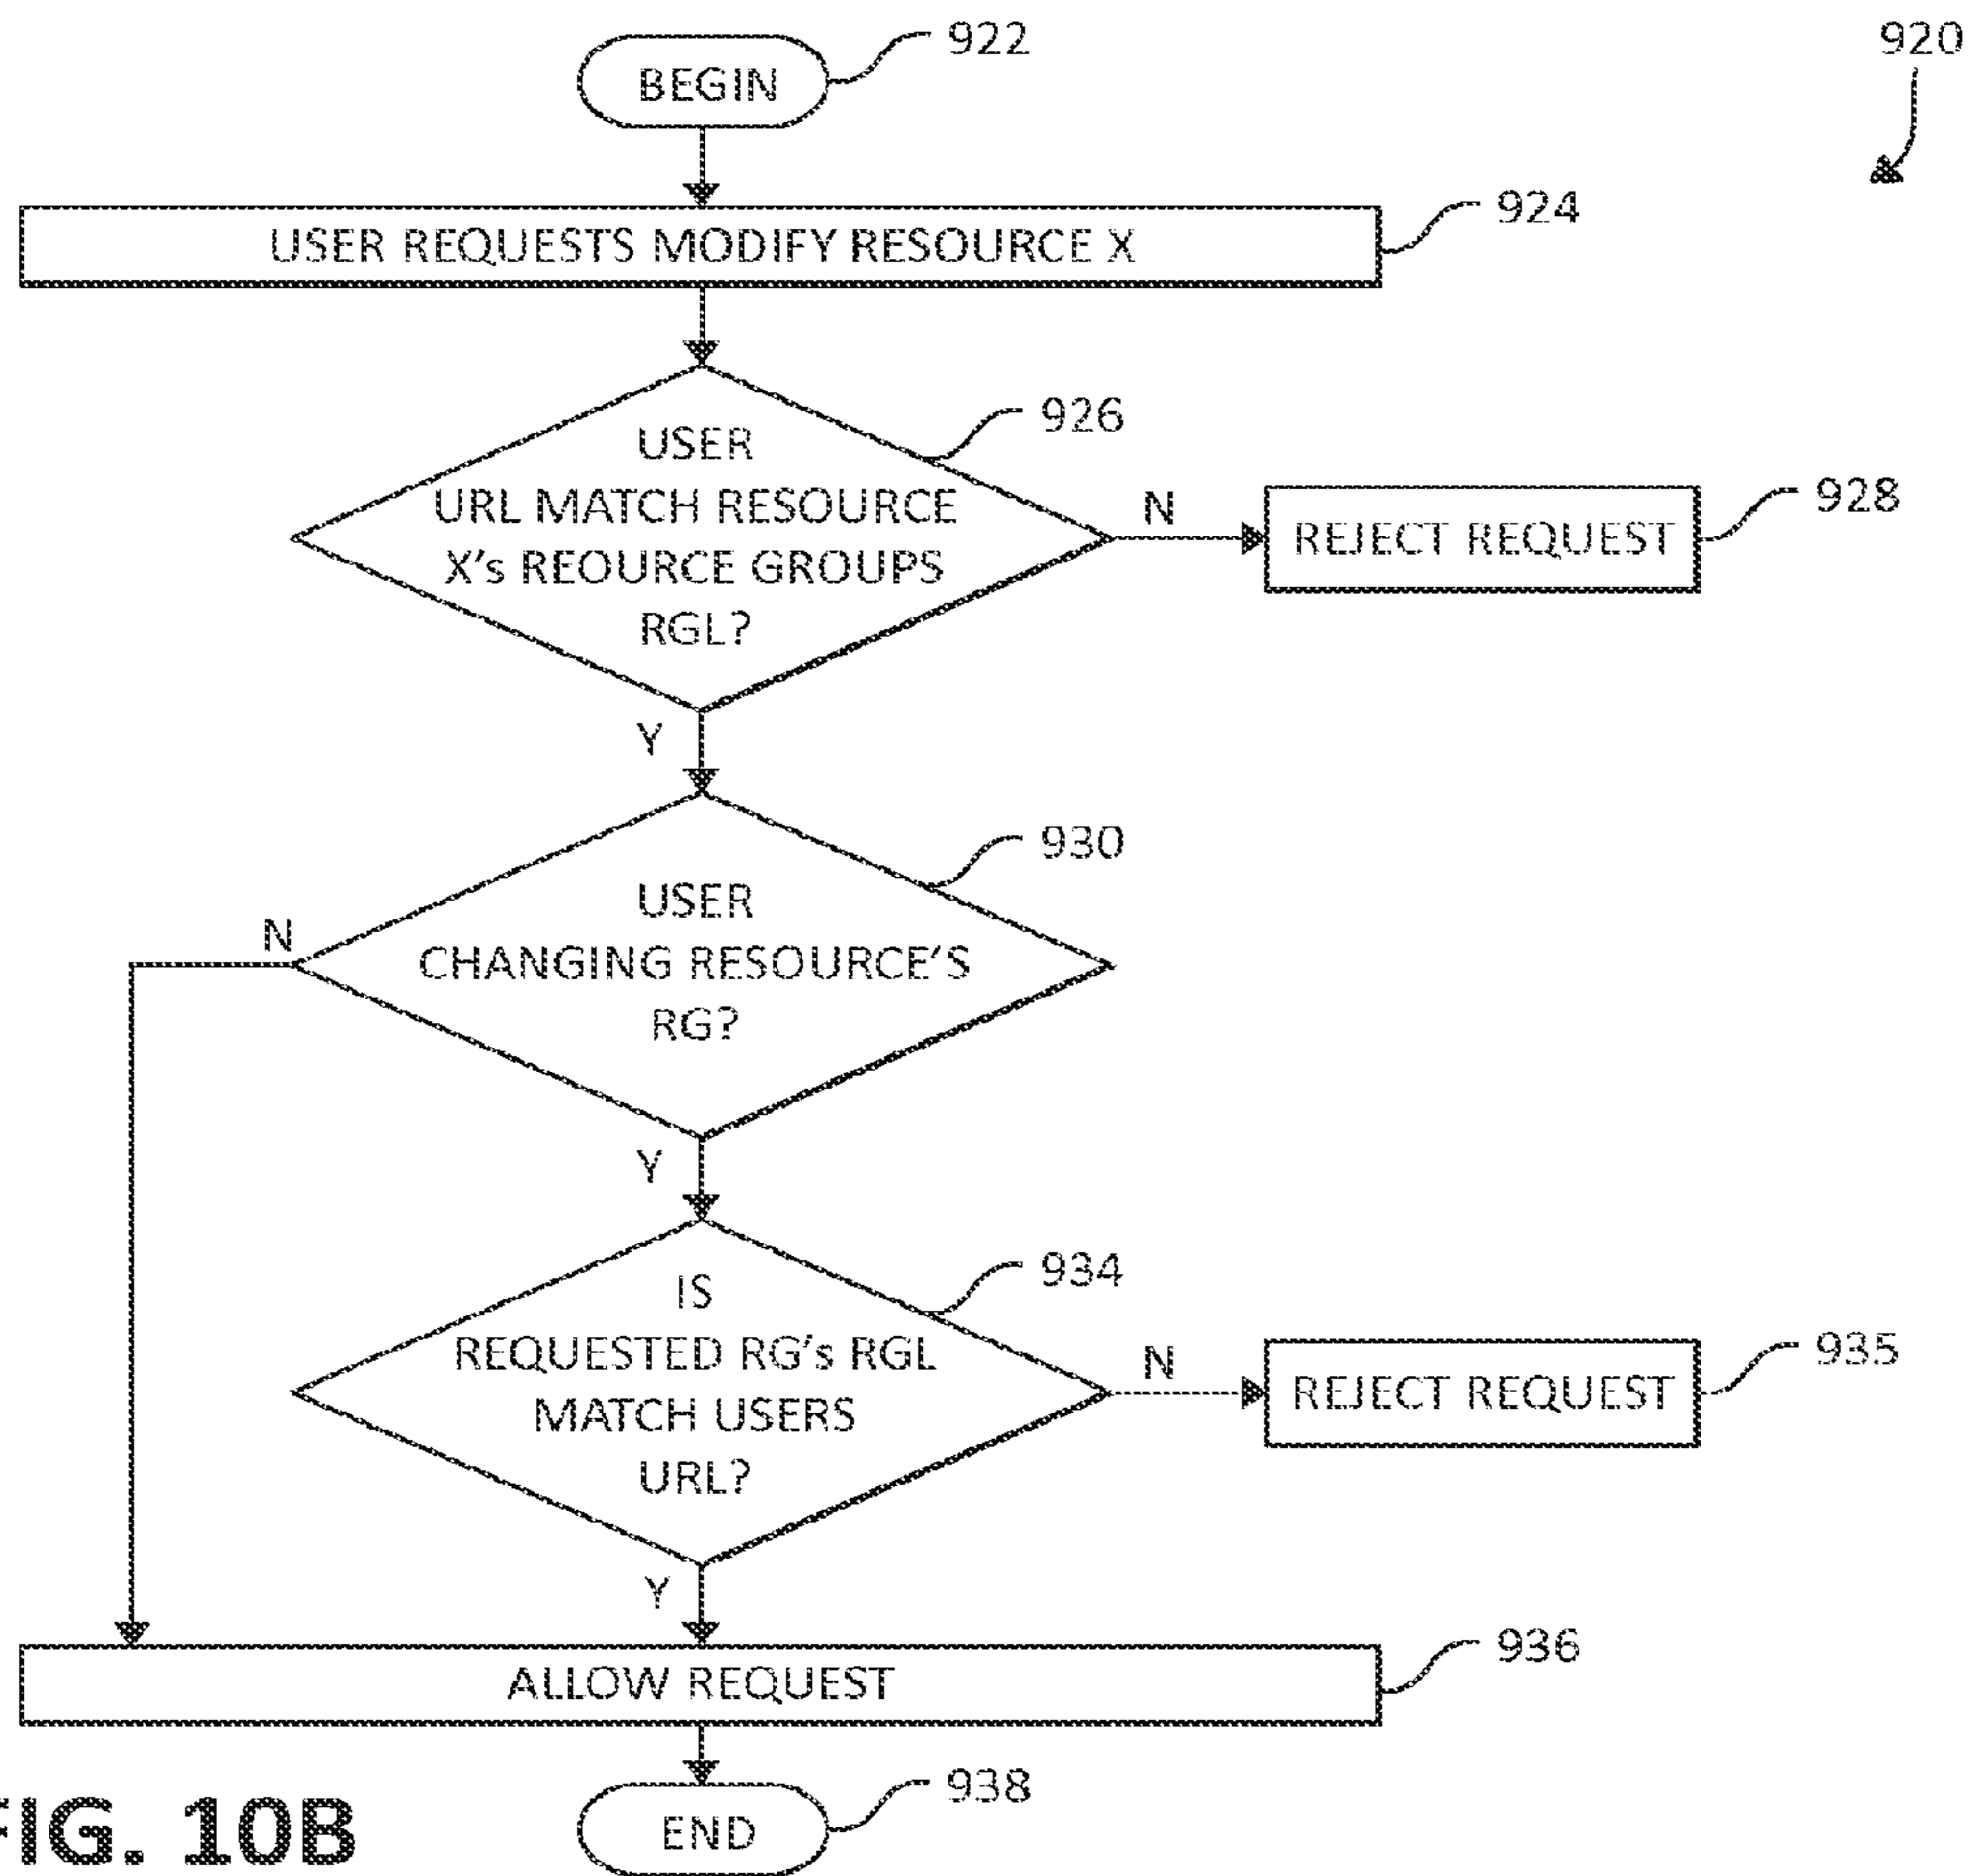 922
920
BEGIN
924
USER REQUESTS MODIFY RESOURCE X
926
USER
URL MATCH RESOURCE
X's REOURCE GROUPS
RGL?
N
928
REJECT REQUEST
Y
930
USER
CHANGING RESOURCE'S
RG?
N
Y
934
IS
REQUESTED RG's RGL
MATCH USERS
URL?
N
935
REJECT REQUEST
Y
936
ALLOW REQUEST
938
END
FIG. 10B